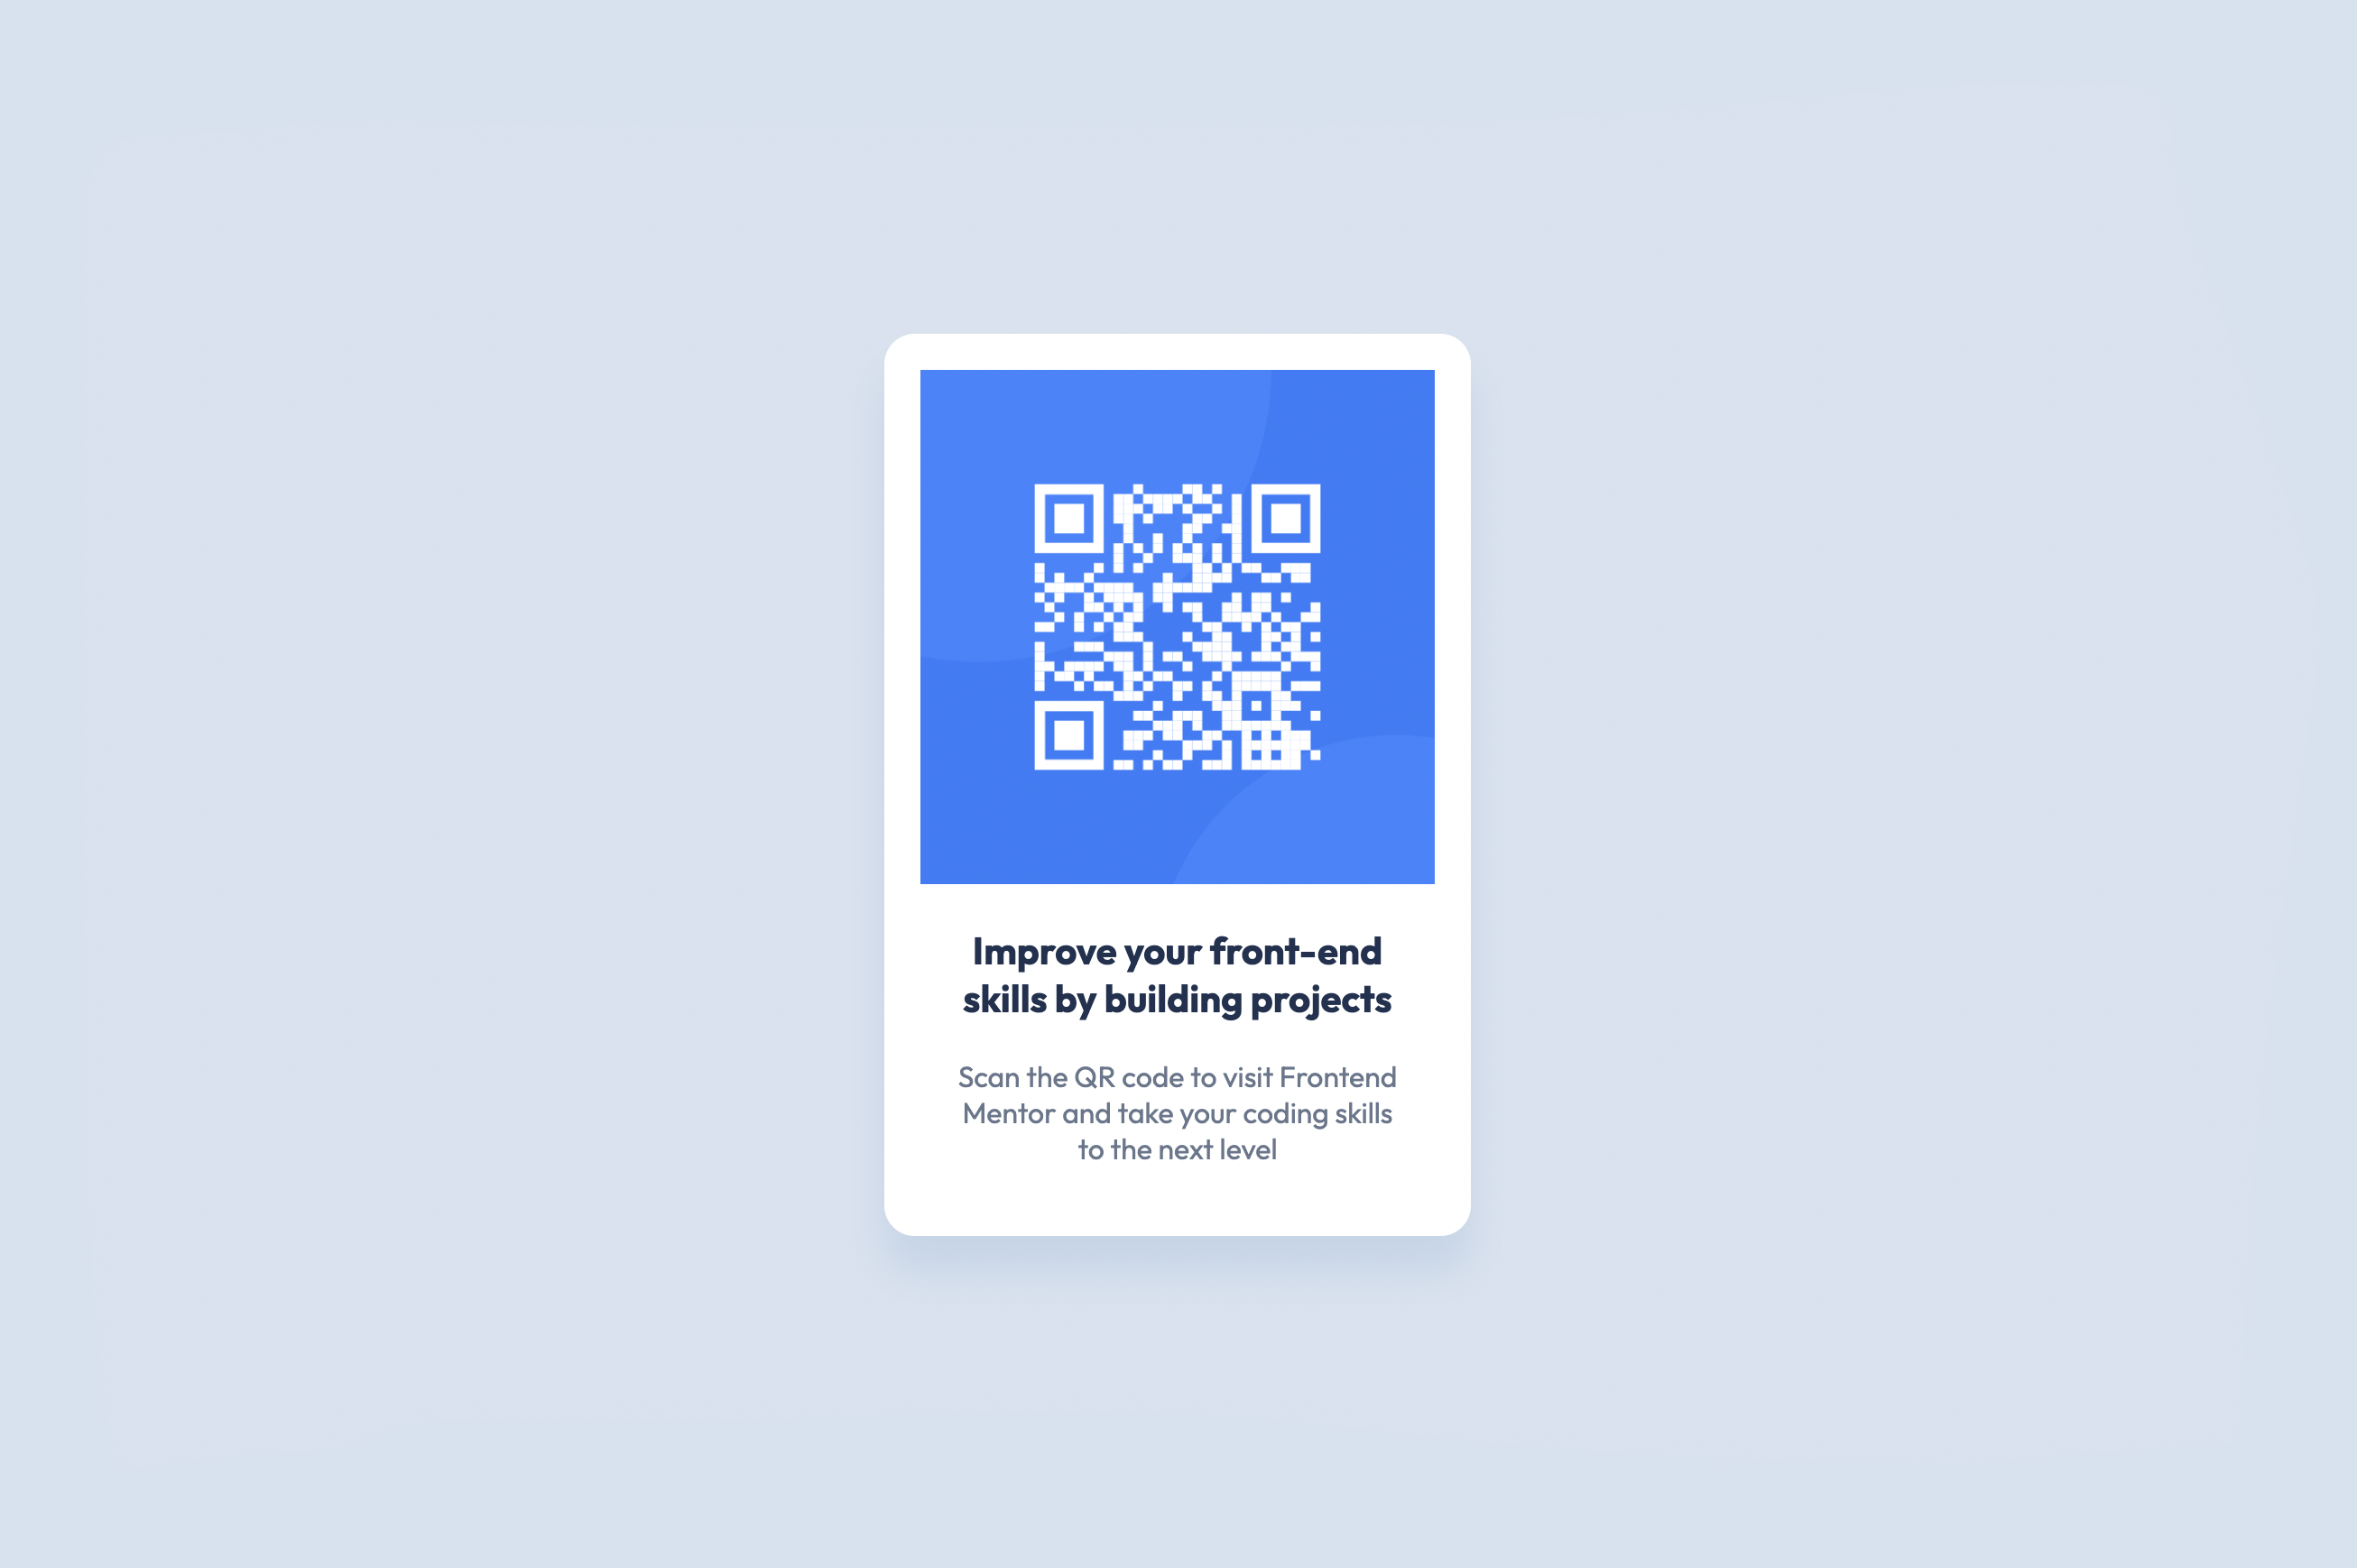 Improve your front-end
skills by building projects
Scan the QR code to visit Frontend
Mentor and take your coding skills
to the next level